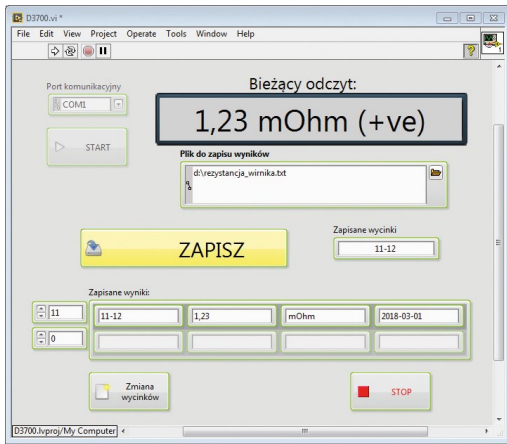 D3700.vi *
File Edit View Project Operate Tools Window Help
Port komunikacyjny
COM1
START
Bieżący odczyt:
1,23 mOhm (+ve)
Plik do zapisu wyników
d:\rezystancja_wirnika.txt
ZAPISZ
Zapisane wycinki
11-12
Zapisane wyniki:
11 11-12 1,23 mOhm 2018-03-01
0
Zmiana
wycinków
STOP
D3700.lvproj/My Computer